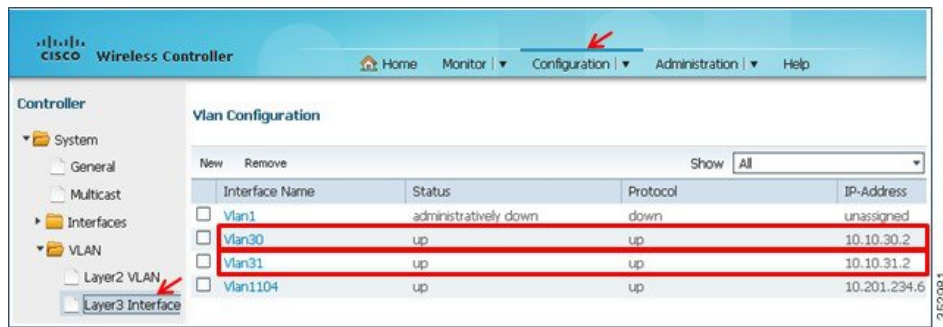 CISCO Wireless Controller
Home Monitor | ▼ Configuration | ▼ Administration | ▼ Help
Controller
System
General
Multicast
Interfaces
VLAN
Layer2 VLAN
Layer3 Interface
Vlan Configuration
New Remove Show All
Interface Name Status Protocol IP-Address
Vlan1 administratively down down unassigned
Vlan30 up up 10.10.30.2
Vlan31 up up 10.10.31.2
Vlan1104 up up 10.201.234.6